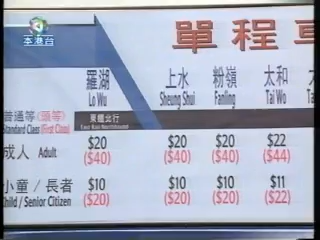 本港台
單程車
羅湖 上水 粉嶺 太和
Lo Wu Sheung Shui Fanling Tai Wo
東鐵北行
East Rail Northbound
普通等 (頭等)
Standard Class (First Class)
成人 Adult $20 $20 $20 $22
($40) ($40) ($40) ($44)
小童 / 長者 $10 $10 $10 $11
Child / Senior Citizen ($20) ($20) ($20) ($22)